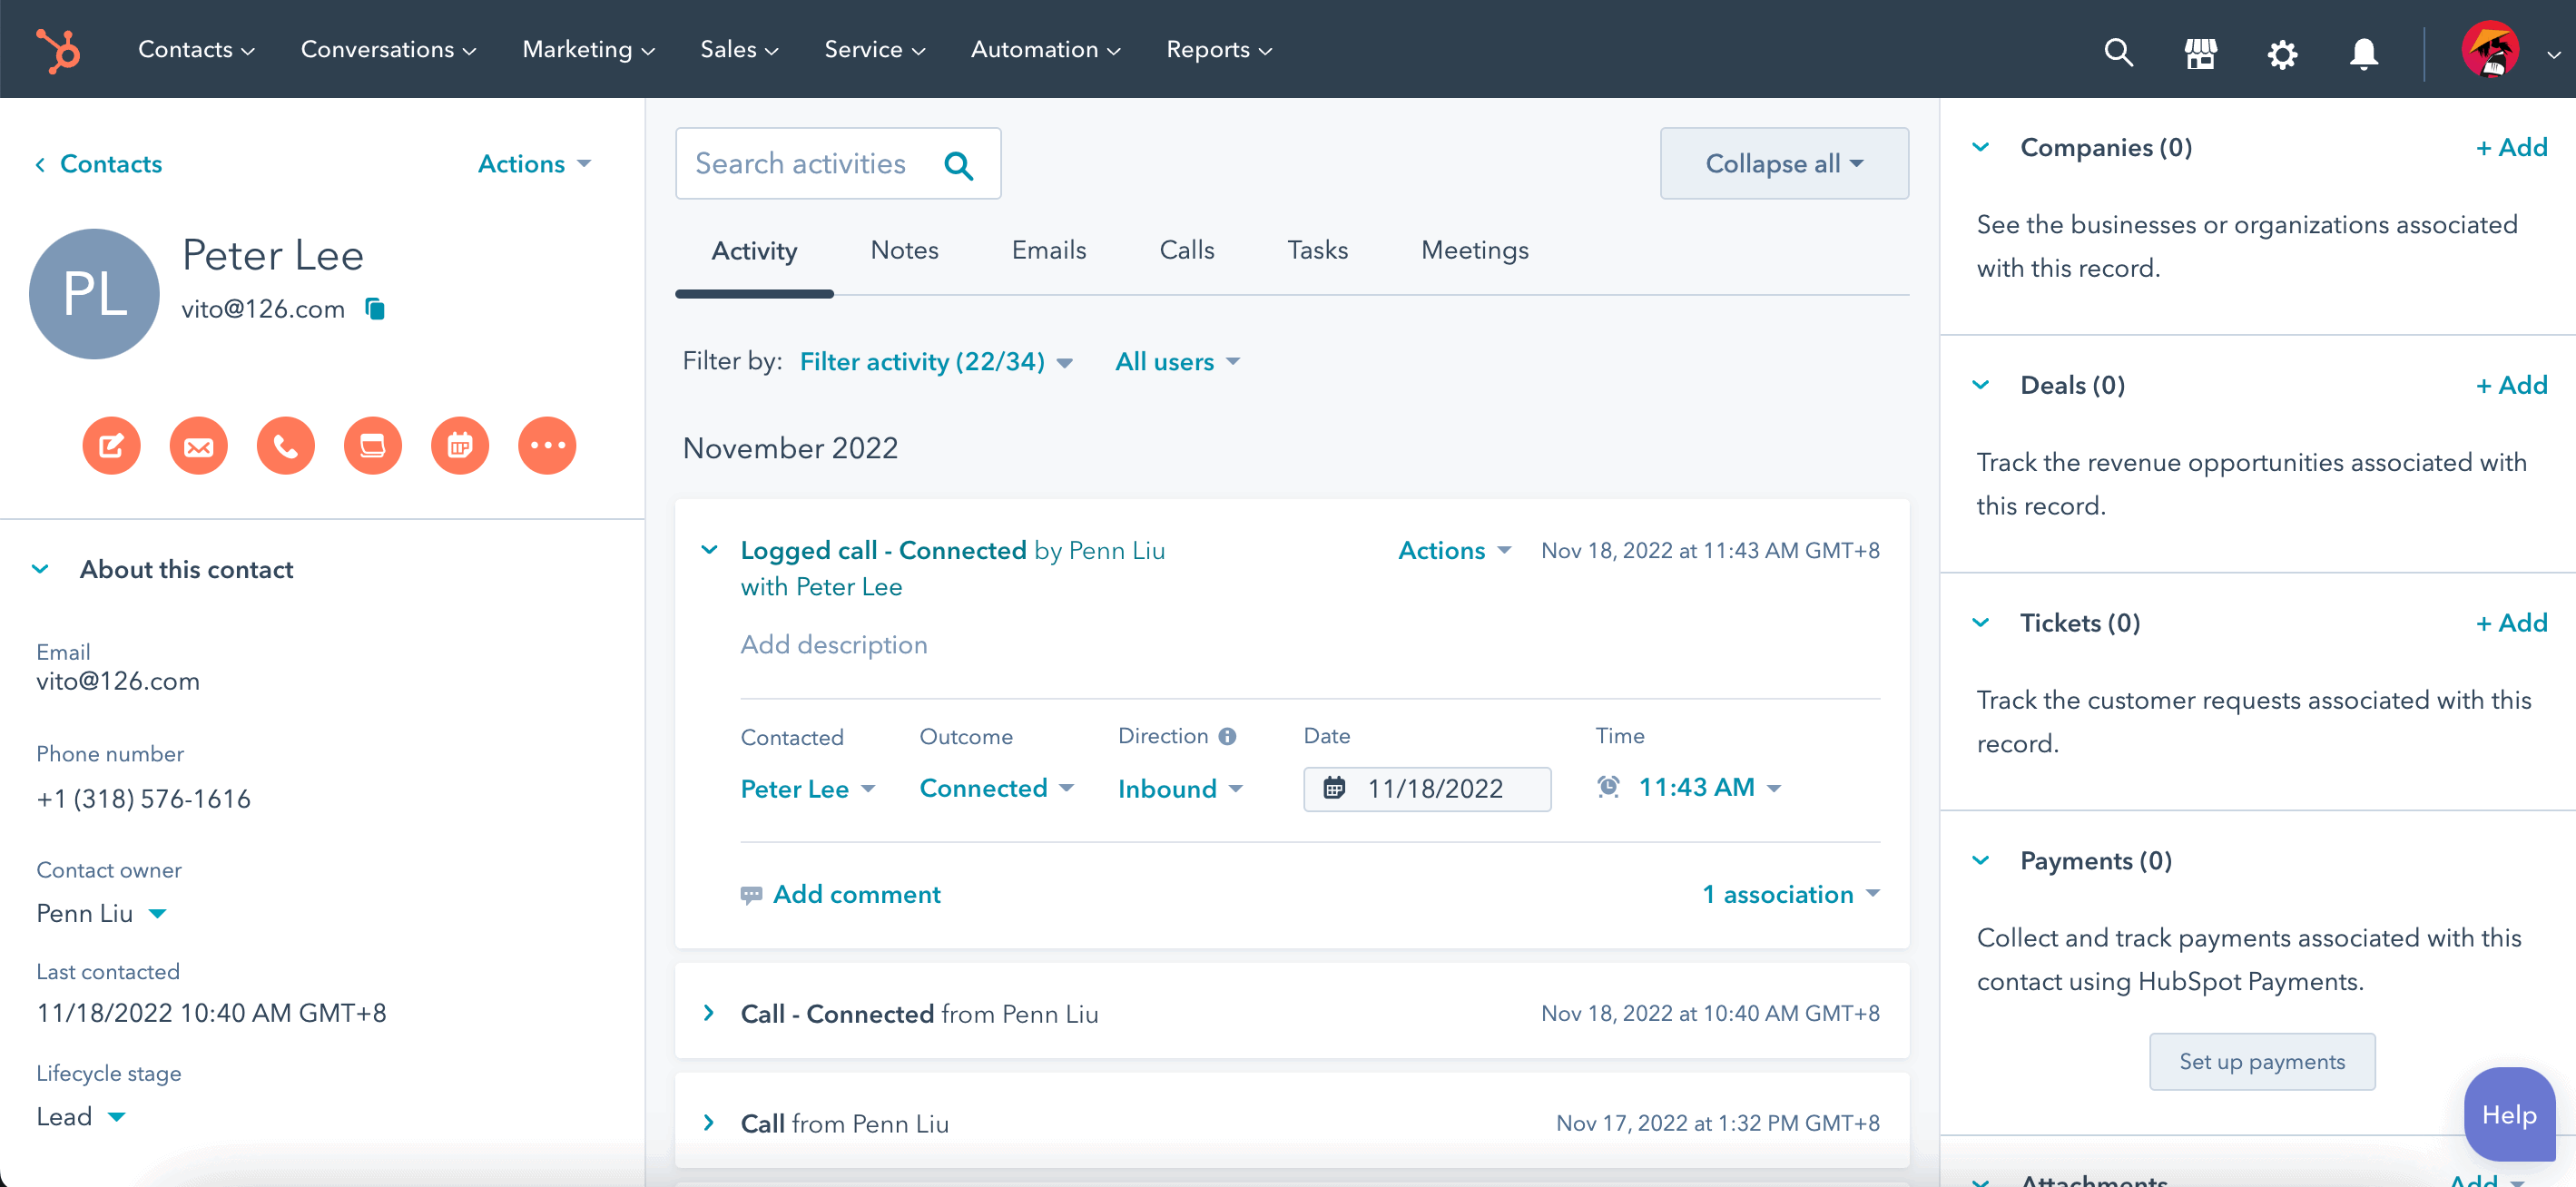 Contacts Conversations Marketing Sales Service Automation Reports
Contacts Actions
PL
Peter Lee
vito@126.com
About this contact
Email
vito@126.com
Phone number
+1 (318) 576-1616
Contact owner
Penn Liu
Last contacted
11/18/2022 10:40 AM GMT+8
Lifecycle stage
Lead
Search activities Collapse all
Activity Notes Emails Calls Tasks Meetings
Filter by: Filter activity (22/34) All users
November 2022
Logged call - Connected by Penn Liu Actions Nov 18, 2022 at 11:43 AM GMT+8
with Peter Lee
Add description
Contacted Outcome Direction Date Time
Peter Lee Connected Inbound 11/18/2022 11:43 AM
Add comment 1 association
Call - Connected from Penn Liu Nov 18, 2022 at 10:40 AM GMT+8
Call from Penn Liu Nov 17, 2022 at 1:32 PM GMT+8
Companies (0) + Add
See the businesses or organizations associated
with this record.
Deals (0) + Add
Track the revenue opportunities associated with
this record.
Tickets (0) + Add
Track the customer requests associated with this
record.
Payments (0)
Collect and track payments associated with this
contact using HubSpot Payments.
Set up payments
Help
Attachments Add